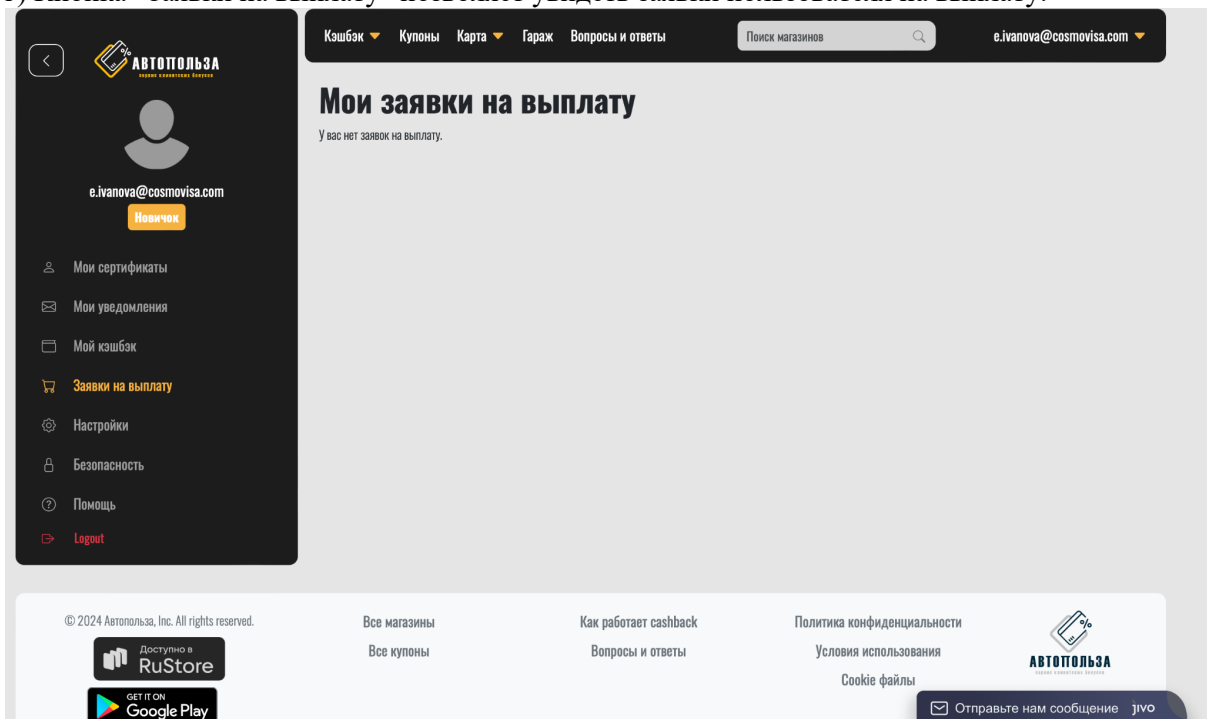 Кэшбэк Купоны Карта Гараж Вопросы и ответы Поиск магазинов e.ivanova@cosmovisa.com
АВТОПОЛЬЗА
Мои заявки на выплату
У вас нет заявок на выплату.
e.ivanova@cosmovisa.com
Новичок
Мои сертификаты
Мои уведомления
Мой кэшбэк
Заявки на выплату
Настройки
Безопасность
Помощь
Logout
© 2024 Автопольза, Inc. All rights reserved.
Доступно в
RuStore
GET IT ON
Google Play
Все магазины
Все купоны
Как работает cashback
Вопросы и ответы
Политика конфиденциальности
Условия использования
Cookie файлы
%
АВТОПОЛЬЗА
Отправьте нам сообщение jivo